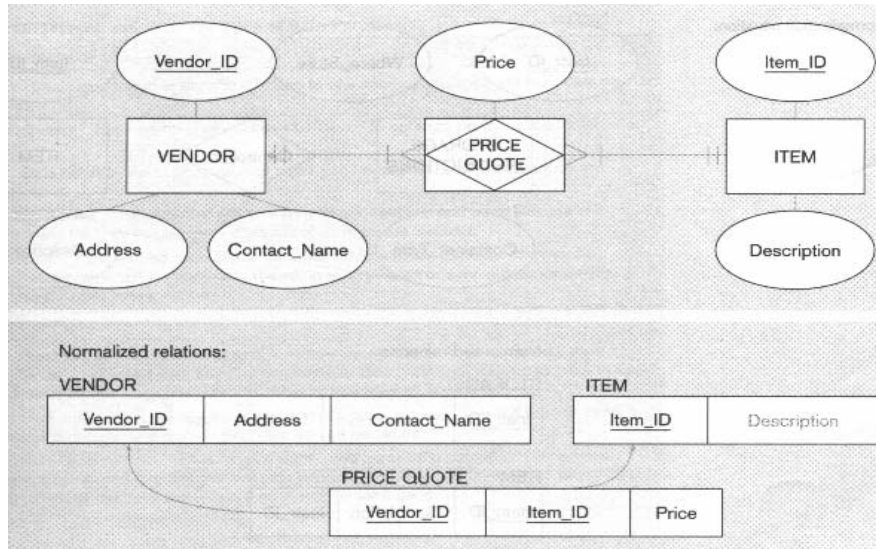 Vendor_ID
Price
Item_ID
VENDOR
PRICE
QUOTE
ITEM
Address
Contact_Name
Description
Normalized relations:
VENDOR
ITEM
Vendor_ID Address Contact_Name
Item_ID Description
PRICE QUOTE
Vendor_ID Item_ID Price